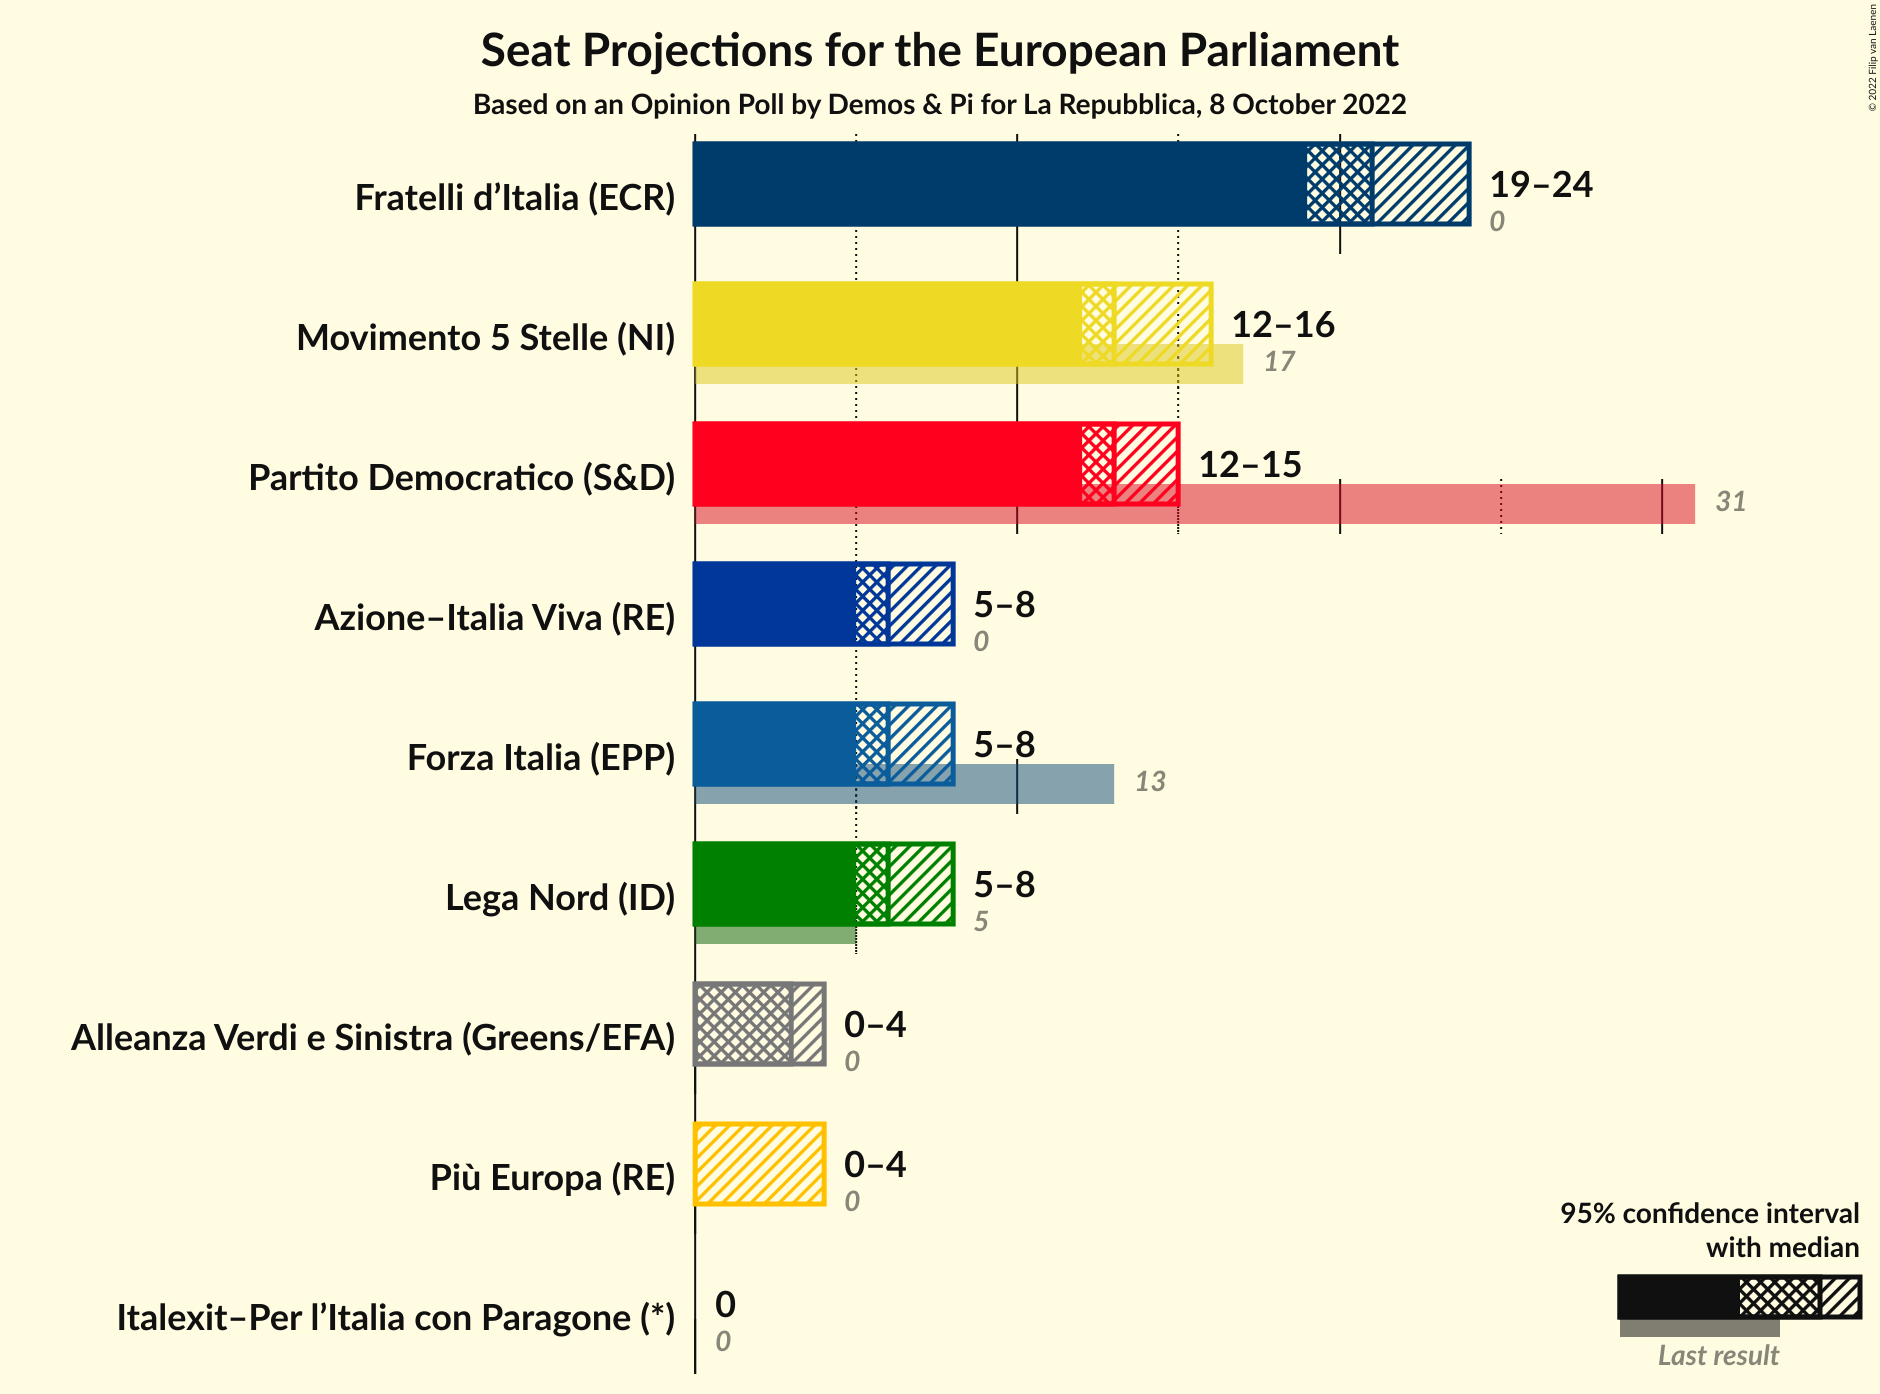 Seat Projections for the European Parliament
Based on an Opinion Poll by Demos & Pi for La Repubblica, 8 October 2022
© 2022 Filip van Laenen
Fratelli d’Italia (ECR)
19–24
0
Movimento 5 Stelle (NI)
12–16
17
Partito Democratico (S&D)
12–15
31
Azione–Italia Viva (RE)
5–8
0
Forza Italia (EPP)
5–8
13
Lega Nord (ID)
5–8
5
Alleanza Verdi e Sinistra (Greens/EFA)
0–4
0
Più Europa (RE)
0–4
0
Italexit–Per l’Italia con Paragone (*)
0
0
95% confidence interval
with median
Last result